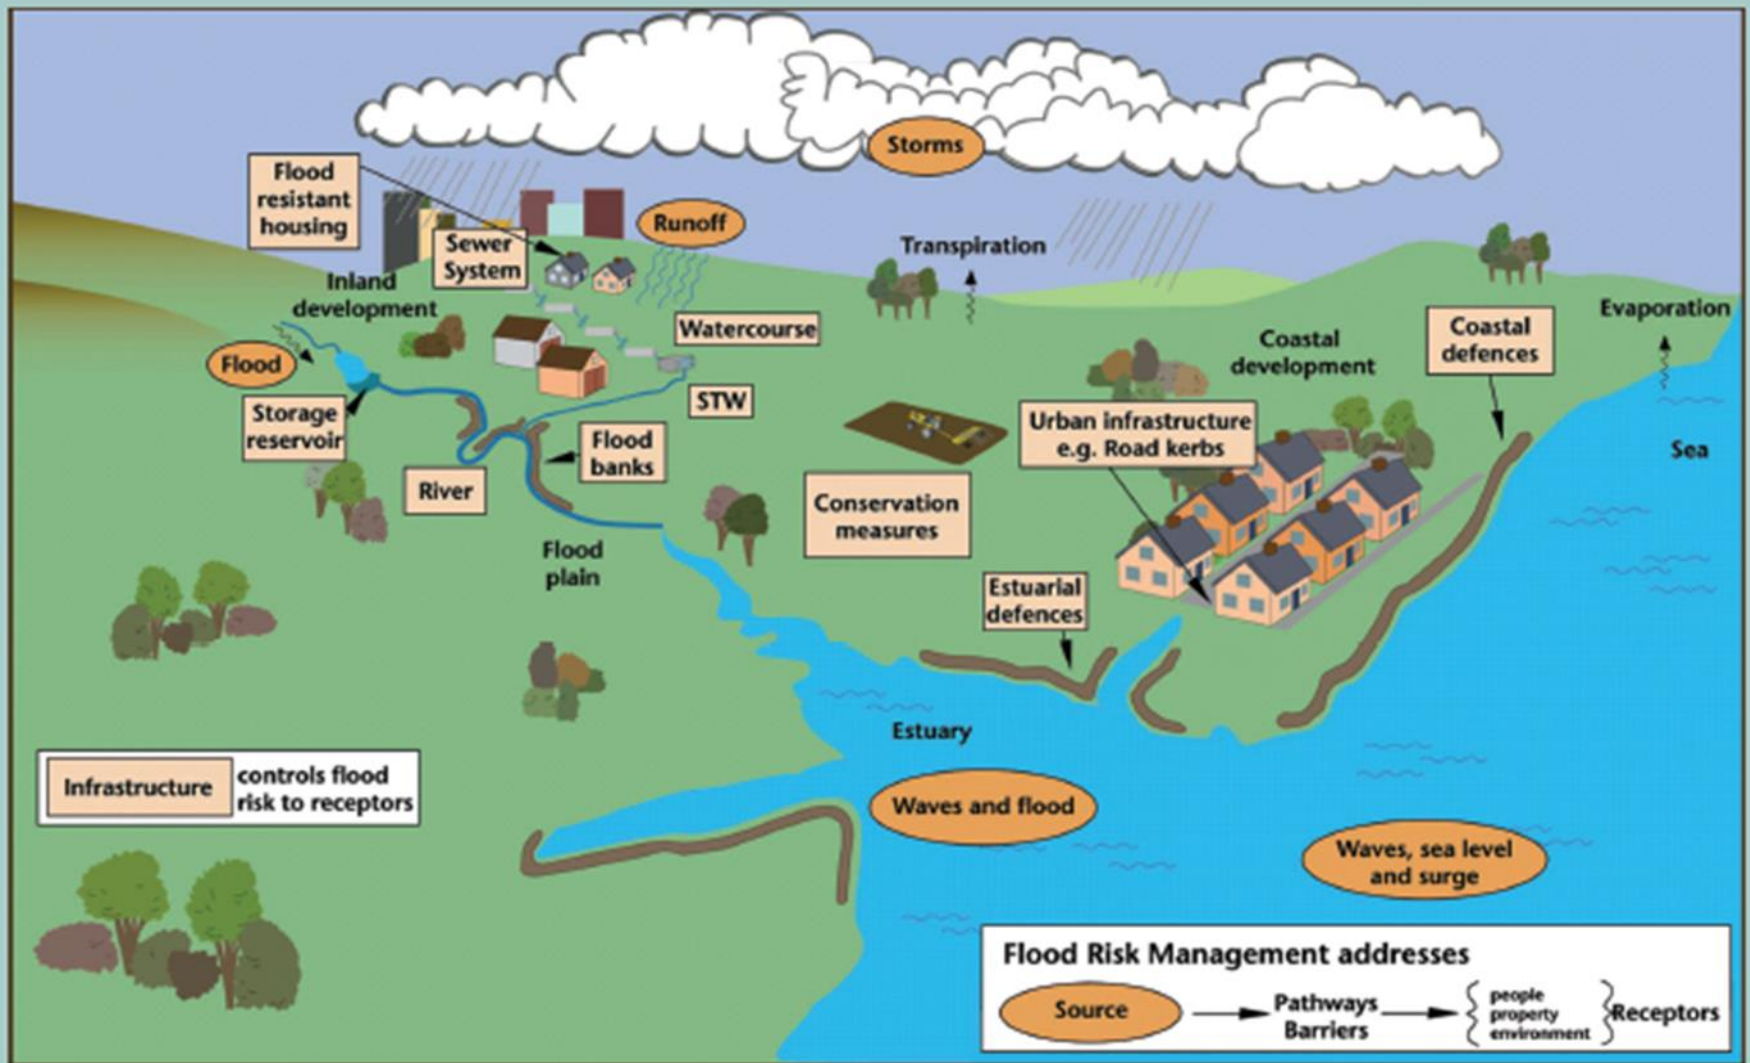 Storms
Flood
resistant
housing
Runoff
Sewer
System
Transpiration
Inland
development
Evaporation
Watercourse
Coastal
defences
Coastal
development
Flood
Storage
reservoir
STW
Urban infrastructure
e.g. Road kerbs
Sea
Flood
banks
River
Conservation
measures
Flood
plain
Estuarial
defences
Estuary
Infrastructure
controls flood
risk to receptors
Waves and flood
Waves, sea level
and surge
Flood Risk Management addresses
Source
Pathways
Barriers
people
property
environment
Receptors